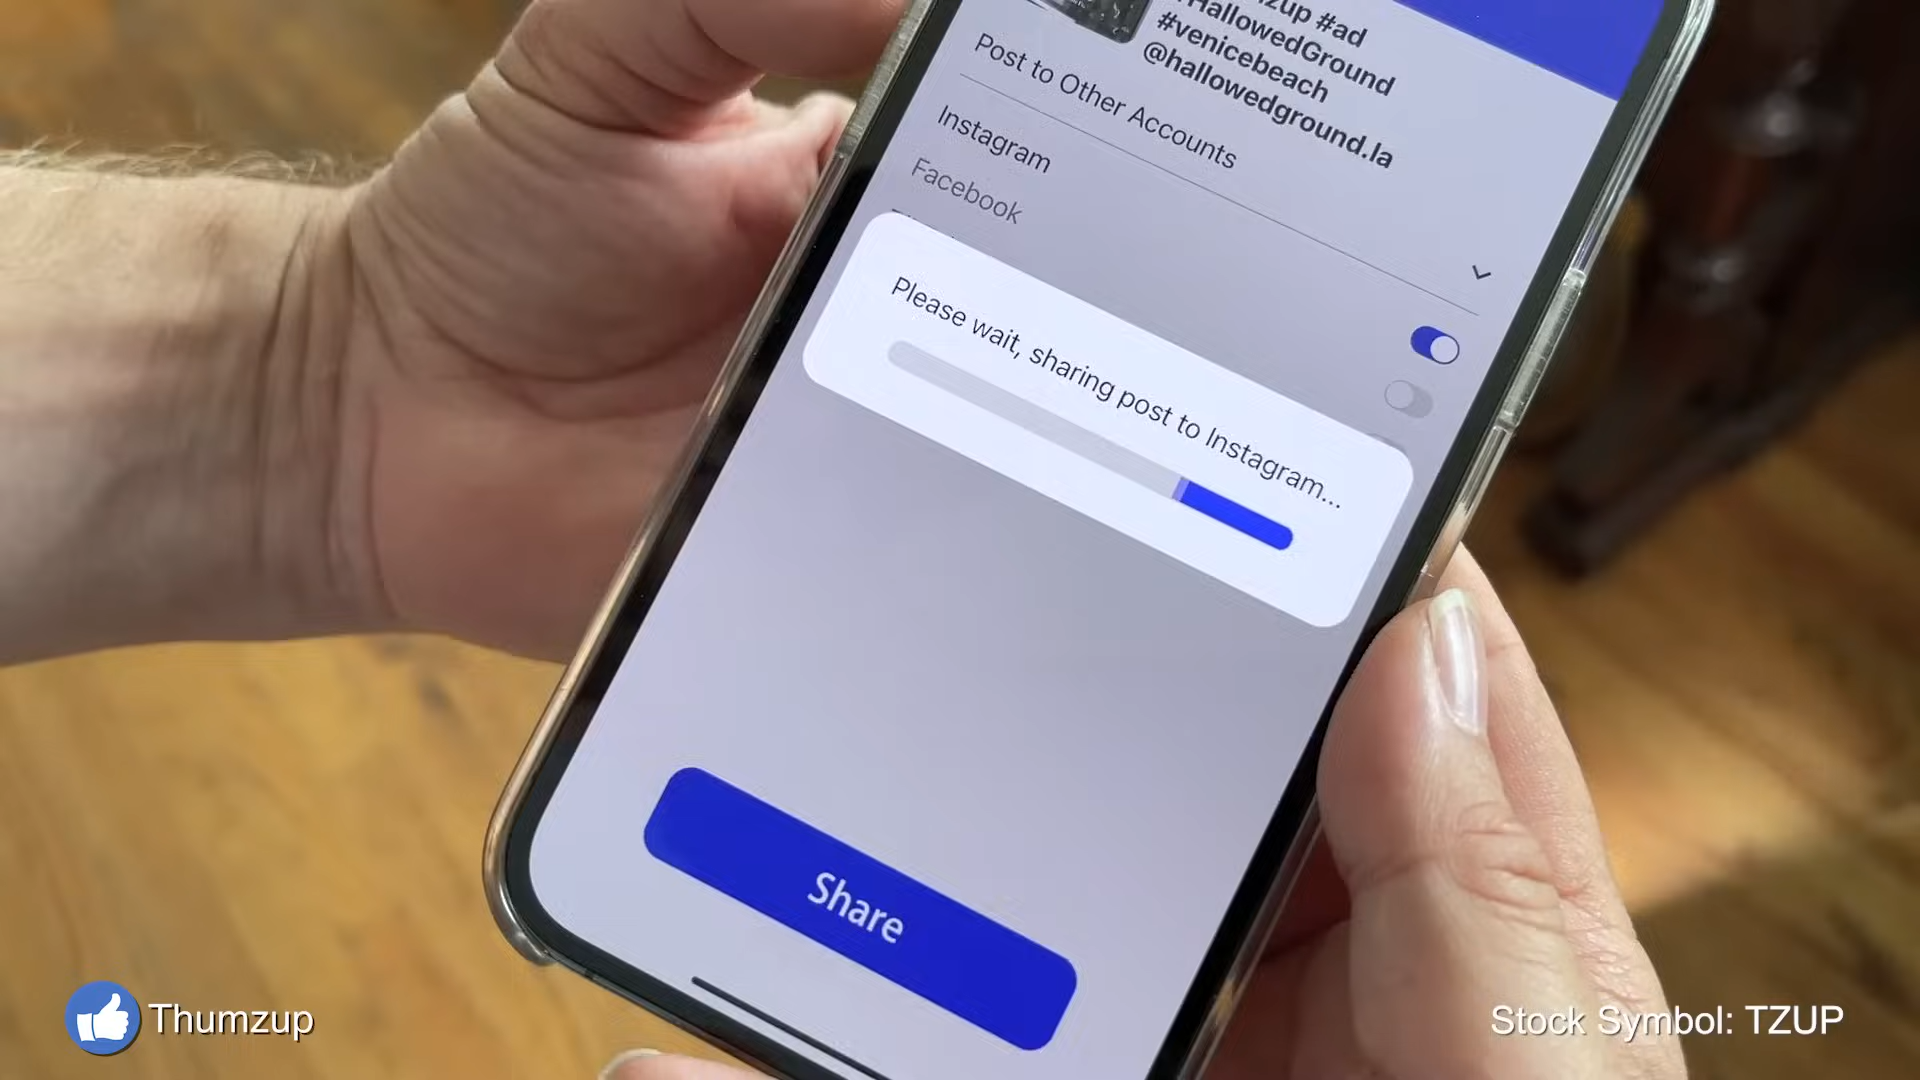 #ad
#venicebeach
@hallowedground.la
Post to Other Accounts
Instagram
Facebook
Please wait, sharing post to Instagram...
Share
Thumzup
Stock Symbol: TZUP